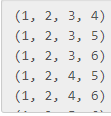 (1, 2, 3, 4)
(1, 2, 3, 5)
(1, 2, 3, 6)
(1, 2, 4, 5)
(1, 2, 4, 6)